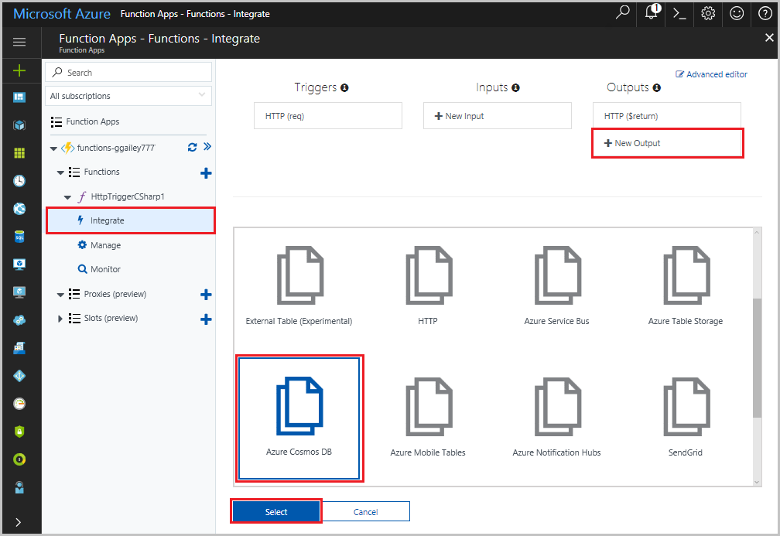 Microsoft Azure Function Apps - Functions - Integrate
1
Function Apps - Functions - Integrate
Function Apps
Search
All subscriptions
Function Apps
functions-ggailey777
Functions
HttpTriggerCSharp1
Integrate
Manage
Monitor
Proxies (preview)
Slots (preview)
Advanced editor
Triggers Inputs Outputs
HTTP (req) New Input HTTP ($return)
New Output
External Table (Experimental) HTTP Azure Service Bus Azure Table Storage
Azure Cosmos DB Azure Mobile Tables Azure Notification Hubs SendGrid
Select Cancel